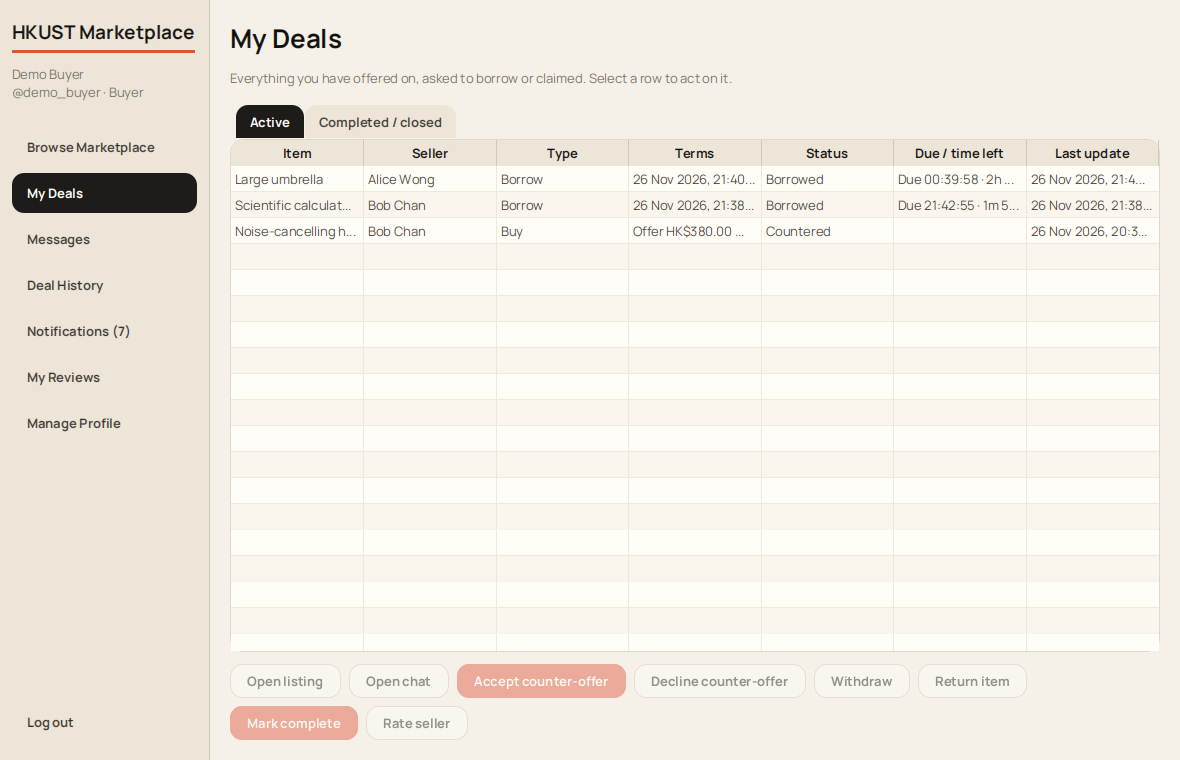 HKUST Marketplace
Demo Buyer
@demo_buyer · Buyer
Browse Marketplace
My Deals
Messages
Deal History
Notifications (7)
My Reviews
Manage Profile
Log out
My Deals
Everything you have offered on, asked to borrow or claimed. Select a row to act on it.
Active Completed / closed
Item Seller Type Terms Status Due / time left Last update
Large umbrella Alice Wong Borrow 26 Nov 2026, 21:40... Borrowed Due 00:39:58 · 2h ... 26 Nov 2026, 21:4...
Scientific calculat... Bob Chan Borrow 26 Nov 2026, 21:38... Borrowed Due 21:42:55 · 1m 5... 26 Nov 2026, 21:38...
Noise-cancelling h... Bob Chan Buy Offer HK$380.00 ... Countered 26 Nov 2026, 20:3...
Open listing Open chat Accept counter-offer Decline counter-offer Withdraw Return item
Mark complete Rate seller